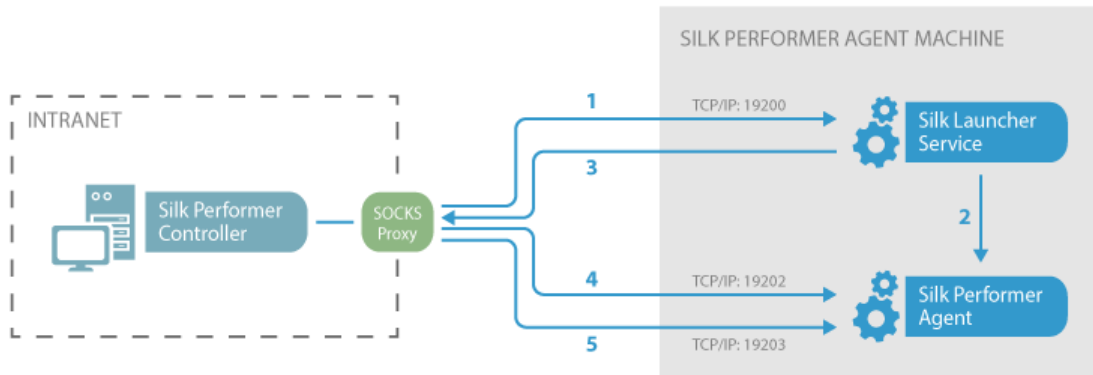 SILK PERFORMER AGENT MACHINE
INTRANET
1
TCP/IP: 19200
Silk Launcher
Service
3
Silk Performer
Controller
SOCKS
Proxy
2
4
TCP/IP: 19202
Silk Performer
Agent
5
TCP/IP: 19203